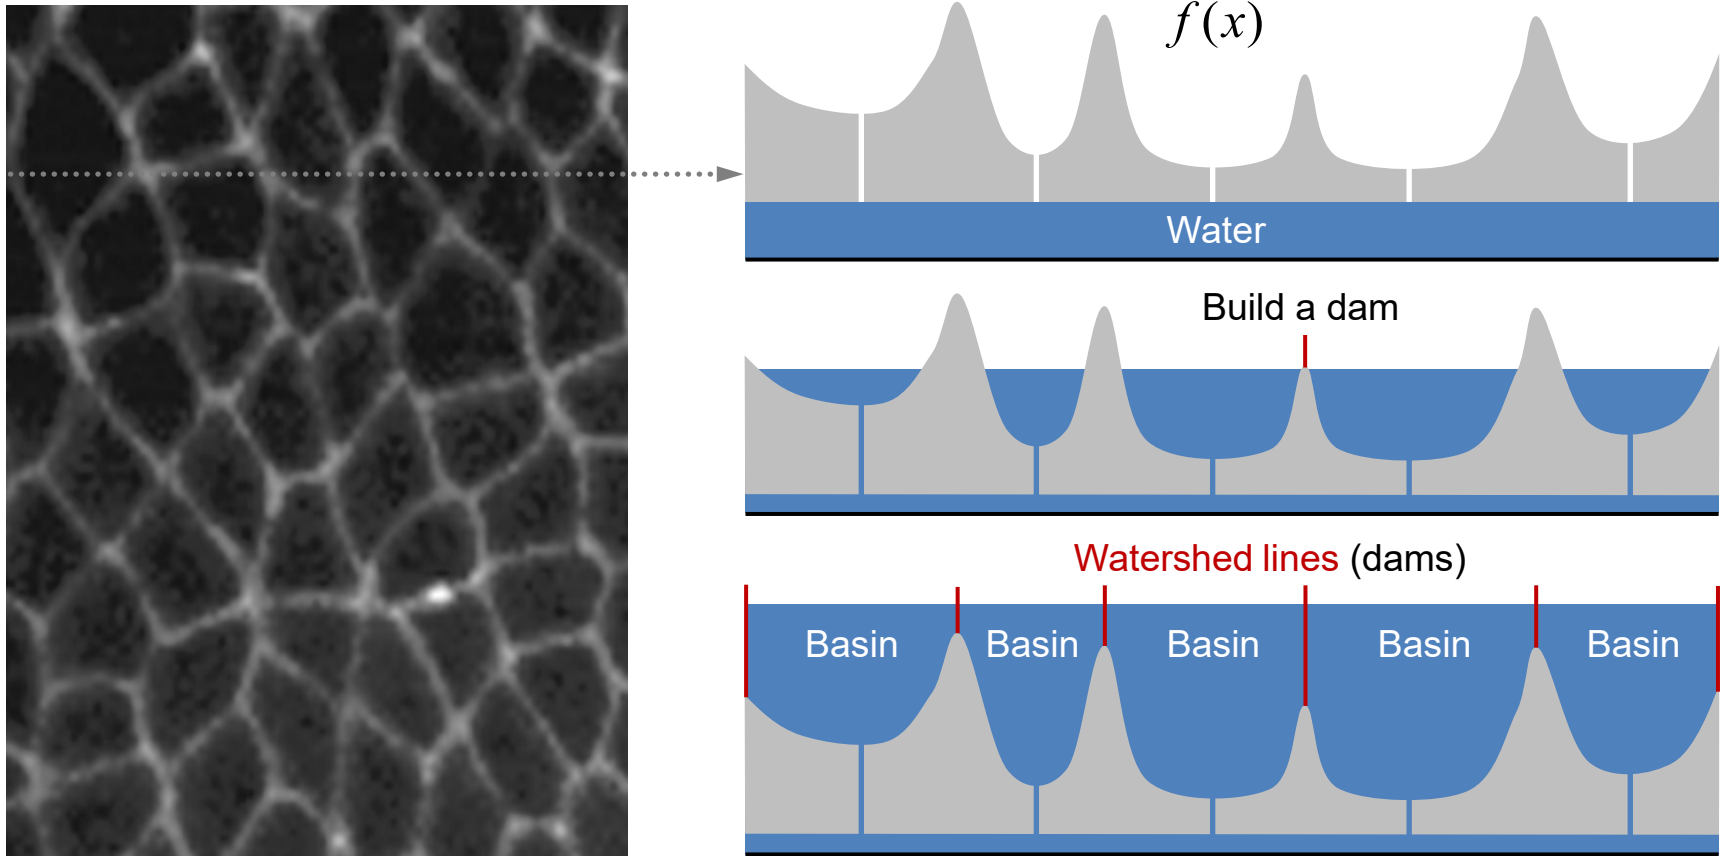 f(x)
Water
Build a dam
Watershed lines (dams)
Basin Basin Basin Basin Basin